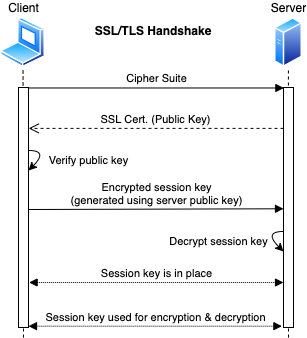 Client
Server
SSL/TLS Handshake
Cipher Suite
SSL Cert. (Public Key)
Verify public key
Encrypted session key
(generated using server public key)
Decrypt session key
Session key is in place
Session key used for encryption & decryption